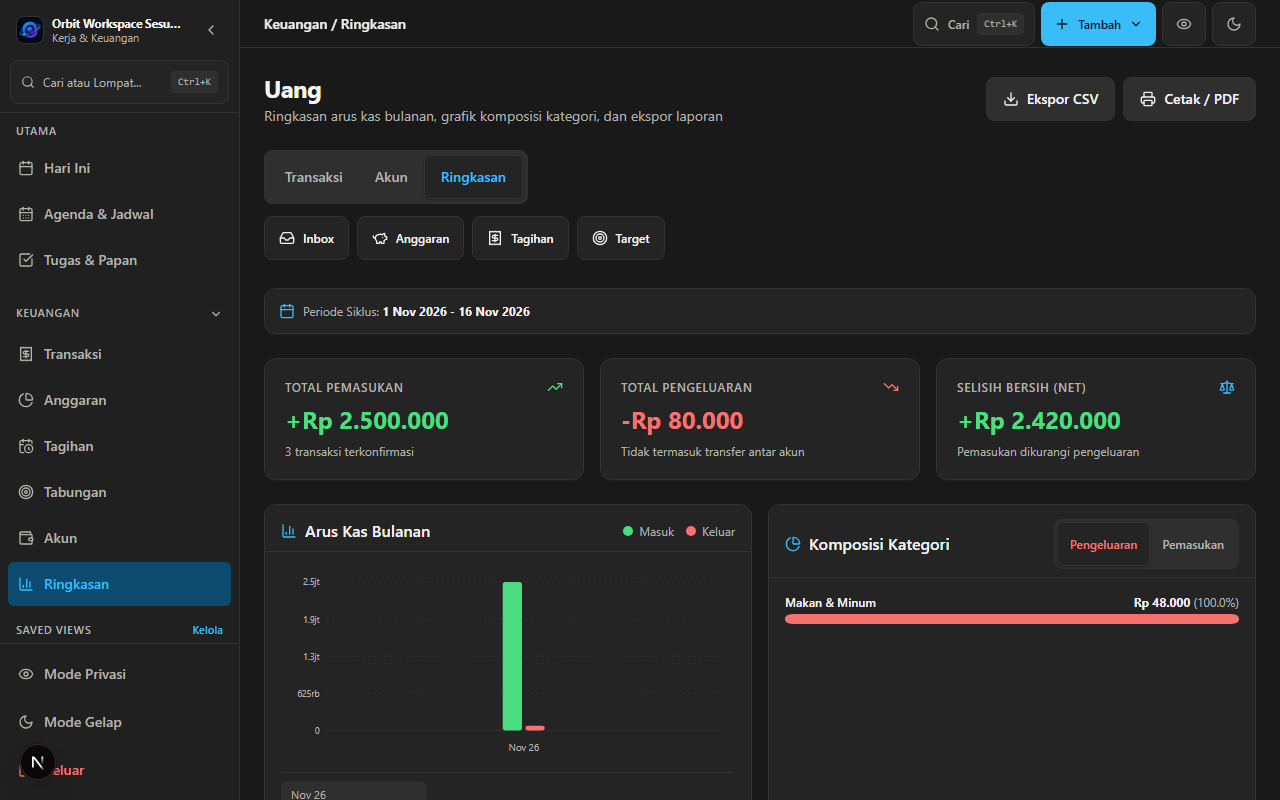 Orbit Workspace Sesu...
Kerja & Keuangan
Cari atau Lompat... Ctrl+K
UTAMA
Hari Ini
Agenda & Jadwal
Tugas & Papan
KEUANGAN
Transaksi
Anggaran
Tagihan
Tabungan
Akun
Ringkasan
SAVED VIEWS Kelola
Mode Privasi
Mode Gelap
N
eluar
Keuangan / Ringkasan
Cari Ctrl+K
Tambah
Uang
Ringkasan arus kas bulanan, grafik komposisi kategori, dan ekspor laporan
Ekspor CSV
Cetak / PDF
Transaksi Akun Ringkasan
Inbox Anggaran Tagihan Target
Periode Siklus: 1 Nov 2026 - 16 Nov 2026
TOTAL PEMASUKAN
+Rp 2.500.000
3 transaksi terkonfirmasi
TOTAL PENGELUARAN
-Rp 80.000
Tidak termasuk transfer antar akun
SELISIH BERSIH (NET)
+Rp 2.420.000
Pemasukan dikurangi pengeluaran
Arus Kas Bulanan Masuk Keluar
2.5jt
1.9jt
1.3jt
625rb
0
Nov 26
Nov 26
Komposisi Kategori Pengeluaran Pemasukan
Makan & Minum Rp 48.000 (100.0%)